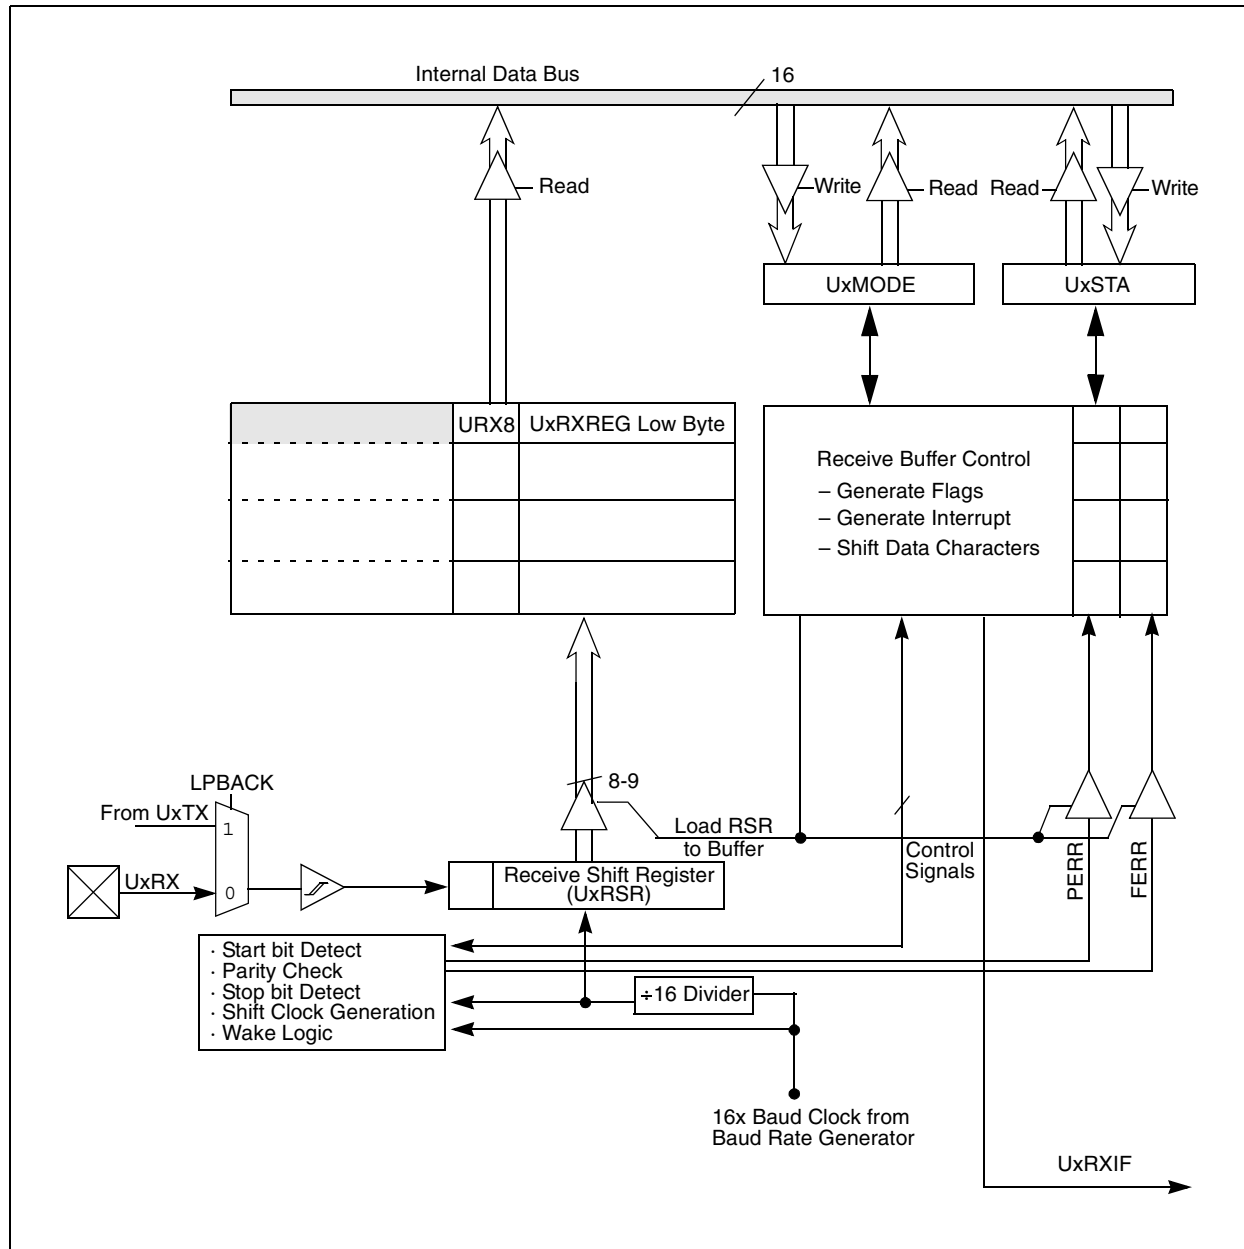 Internal Data Bus
16
Read
Write
Read
Read
Write
UxMODE
UxSTA
URX8
UxRXREG Low Byte
Receive Buffer Control
– Generate Flags
– Generate Interrupt
– Shift Data Characters
LPBACK
From UxTX
1
UxRX
0
8-9
Load RSR
to Buffer
Control
Signals
PERR
FERR
Receive Shift Register
(UxRSR)
· Start bit Detect
· Parity Check
· Stop bit Detect
· Shift Clock Generation
· Wake Logic
÷16 Divider
16x Baud Clock from
Baud Rate Generator
UxRXIF